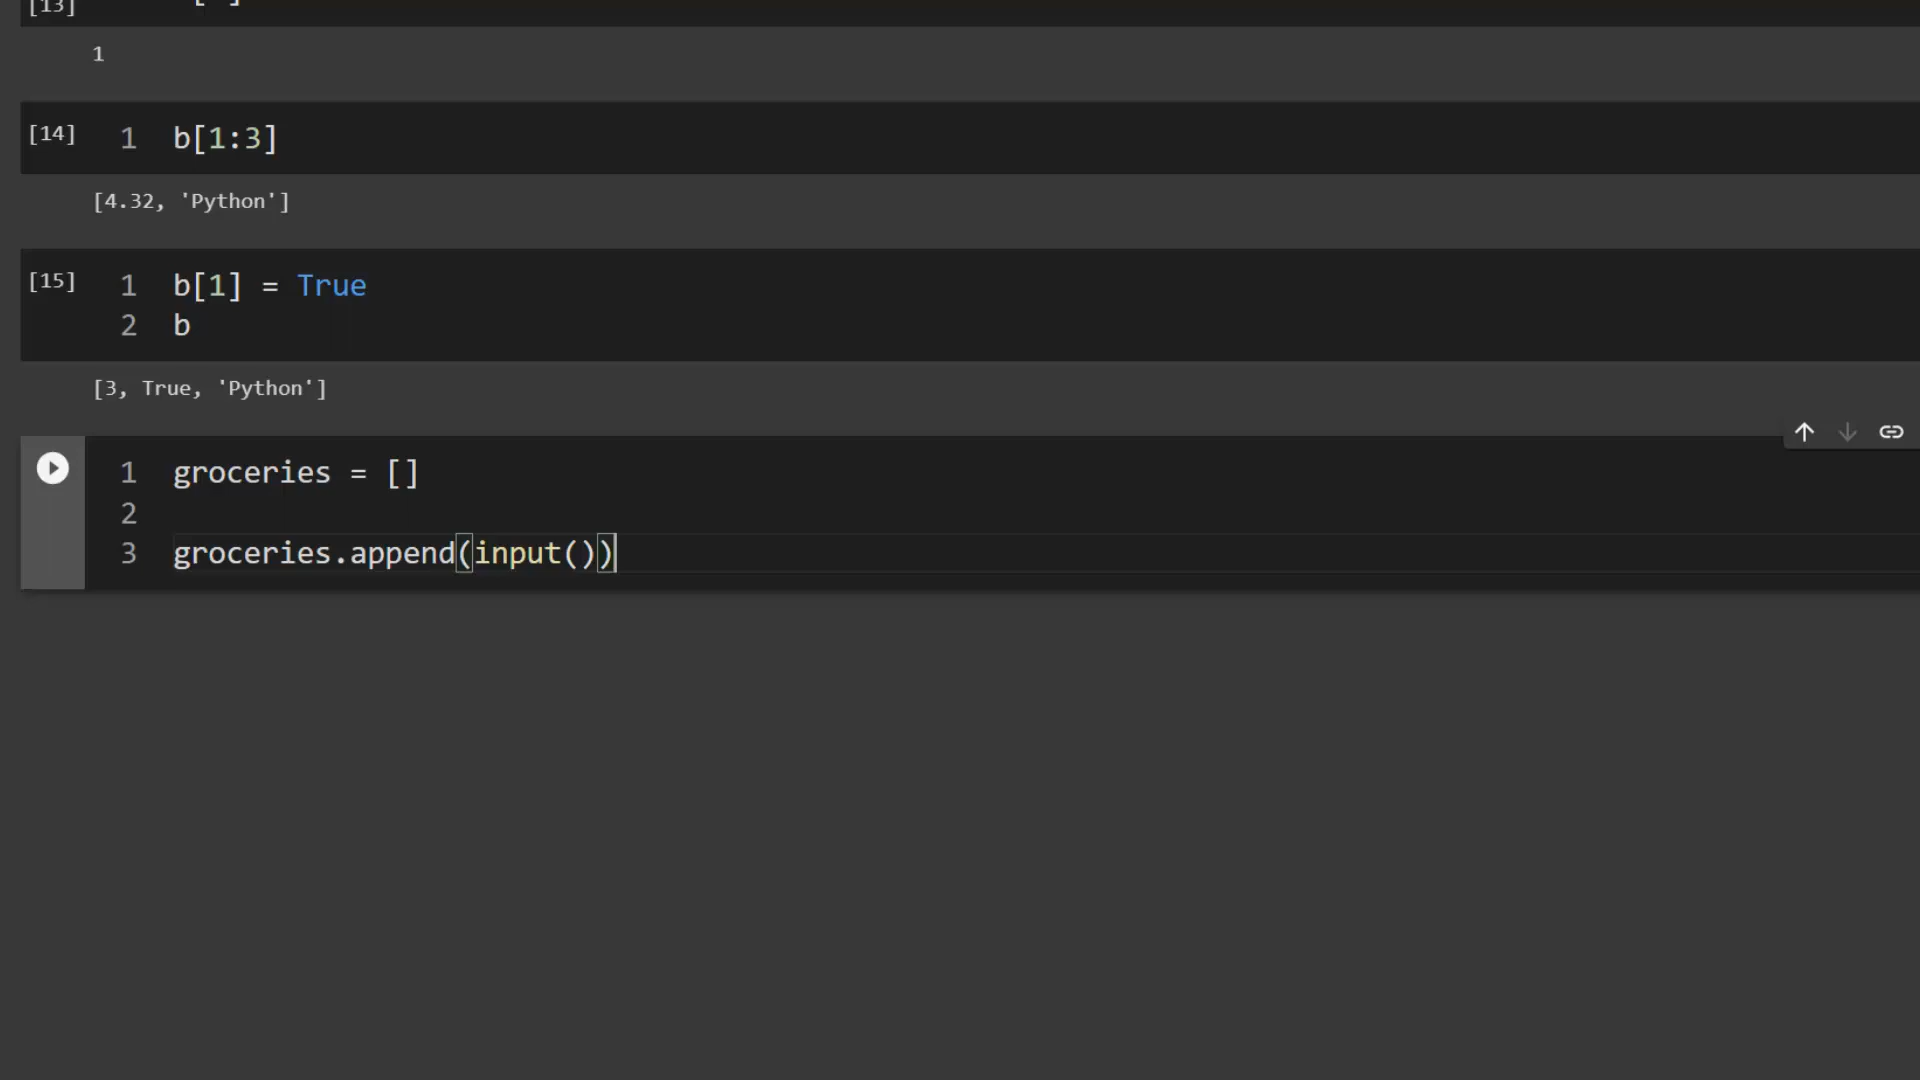 [13]
1
[14] 1 b[1:3]
[4.32, 'Python']
[15] 1 b[1] = True
2 b
[3, True, 'Python']
1 groceries = []
2
3 groceries.append(input())